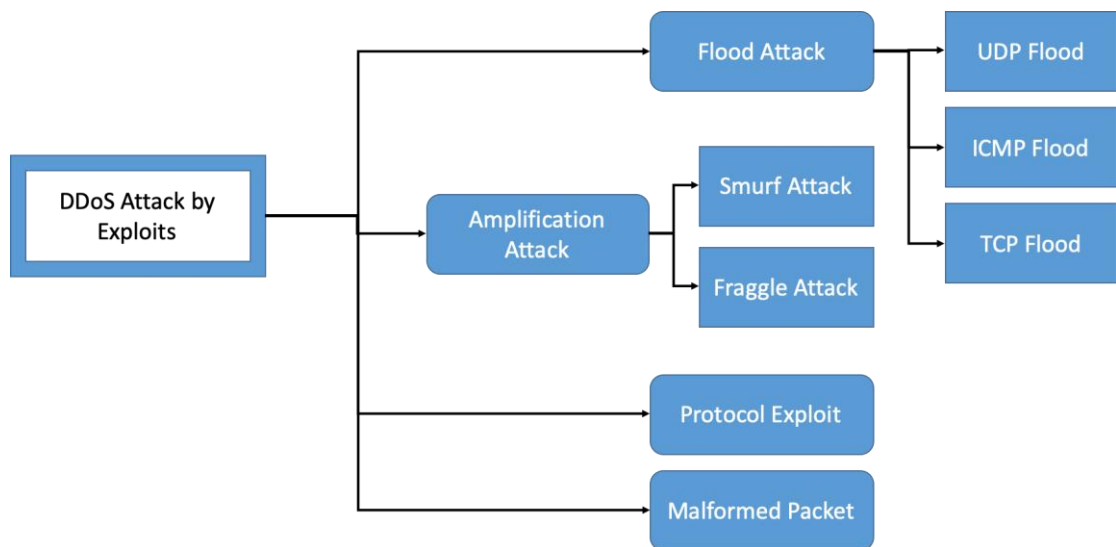 Flood Attack
UDP Flood
ICMP Flood
TCP Flood
DDoS Attack by
Exploits
Amplification
Attack
Smurf Attack
Fraggle Attack
Protocol Exploit
Malformed Packet